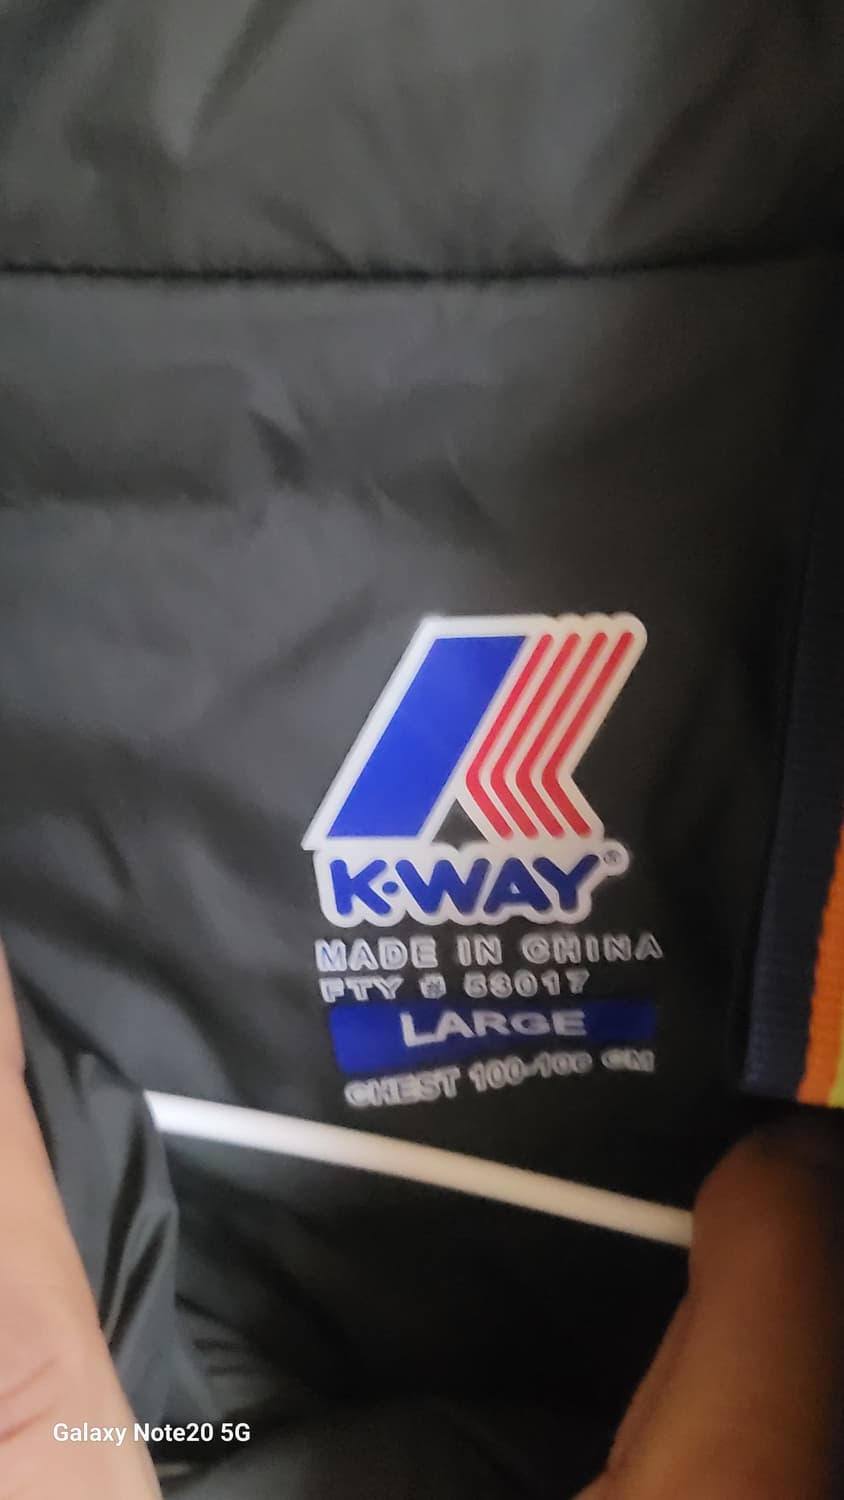 K·WAY®
MADE IN CHINA
FTY # 53017
LARGE
CHEST CM
Galaxy Note20 5G